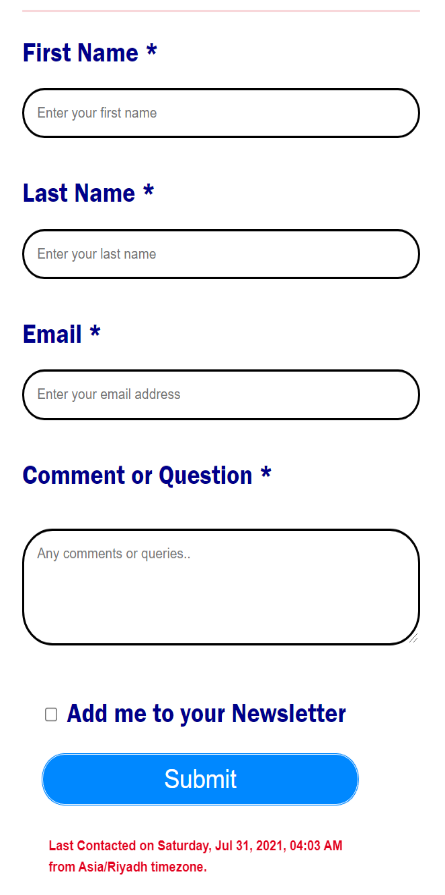 First Name *
Enter your first name
Last Name *
Enter your last name
Email *
Enter your email address
Comment or Question *
Any comments or queries..
Add me to your Newsletter
Submit
Last Contacted on Saturday, Jul 31, 2021, 04:03 AM
from Asia/Riyadh timezone.